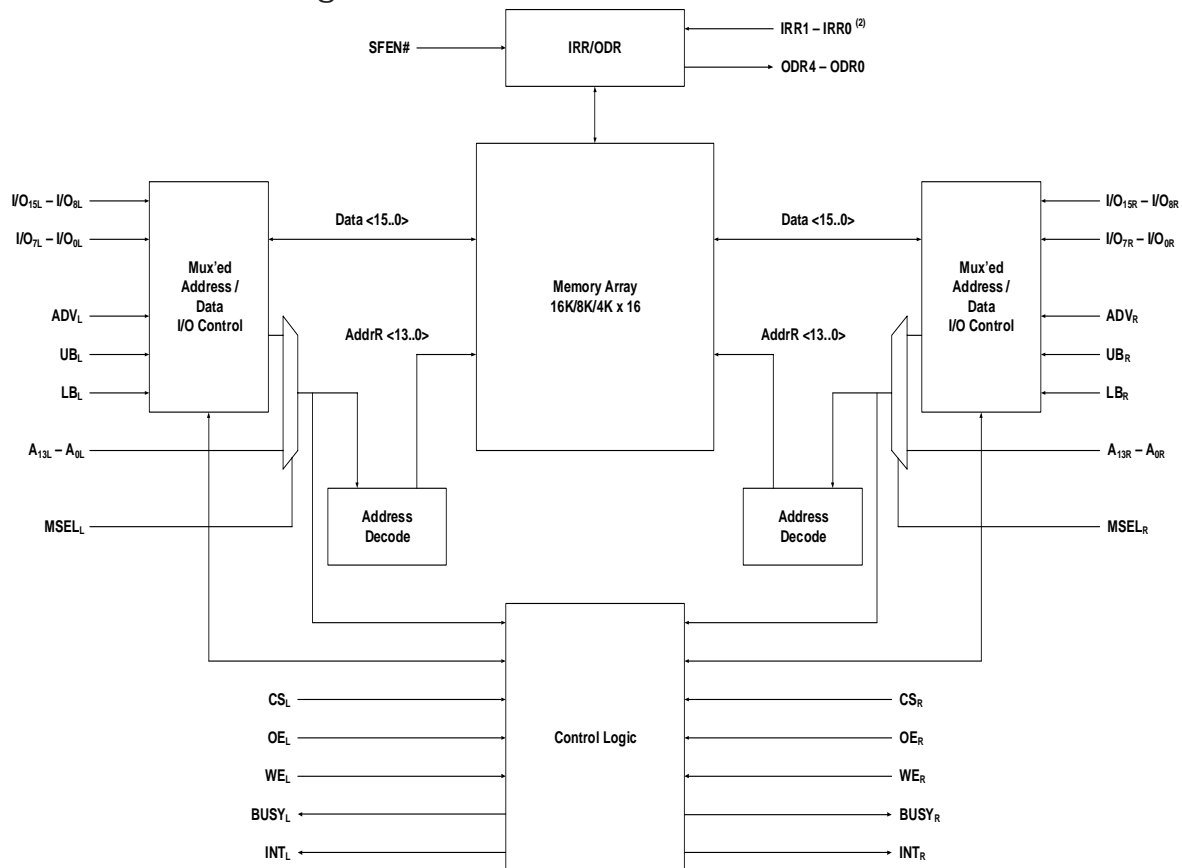 IRR1 – IRR0 (2)
SFEN#
IRR/ODR
ODR4 – ODR0
I/O15L – I/O8L
I/O7L – I/O0L
Mux'ed
Address /
Data
I/O Control
ADVL
UBL
LBL
A13L – A0L
MSELL
Data <15..0>
AddrR <13..0>
Address
Decode
Memory Array
16K/8K/4K x 16
Data <15..0>
AddrR <13..0>
Address
Decode
Mux'ed
Address /
Data
I/O Control
I/O15R – I/O8R
I/O7R – I/O0R
ADVR
UBR
LBR
A13R – A0R
MSELR
Control Logic
CSL
OEL
WEL
BUSYL
INTL
CSR
OER
WER
BUSYR
INTR